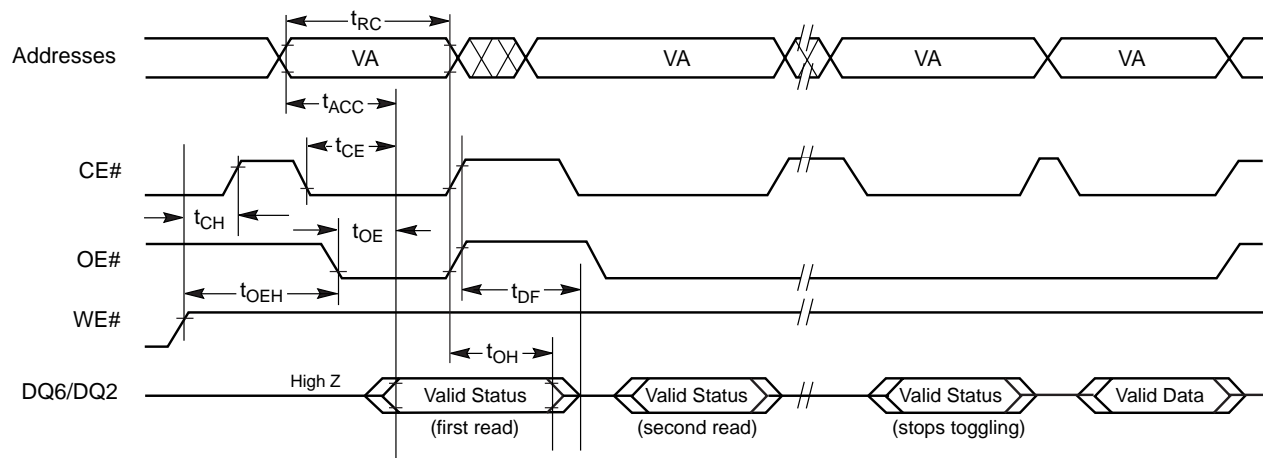 tRC
Addresses VA VA VA VA
tACC
tCE
CE#
tCH tOE
OE#
tOEH tDF
WE#
tOH
High Z
DQ6/DQ2 Valid Status Valid Status Valid Status Valid Data
(first read) (second read) (stops toggling)